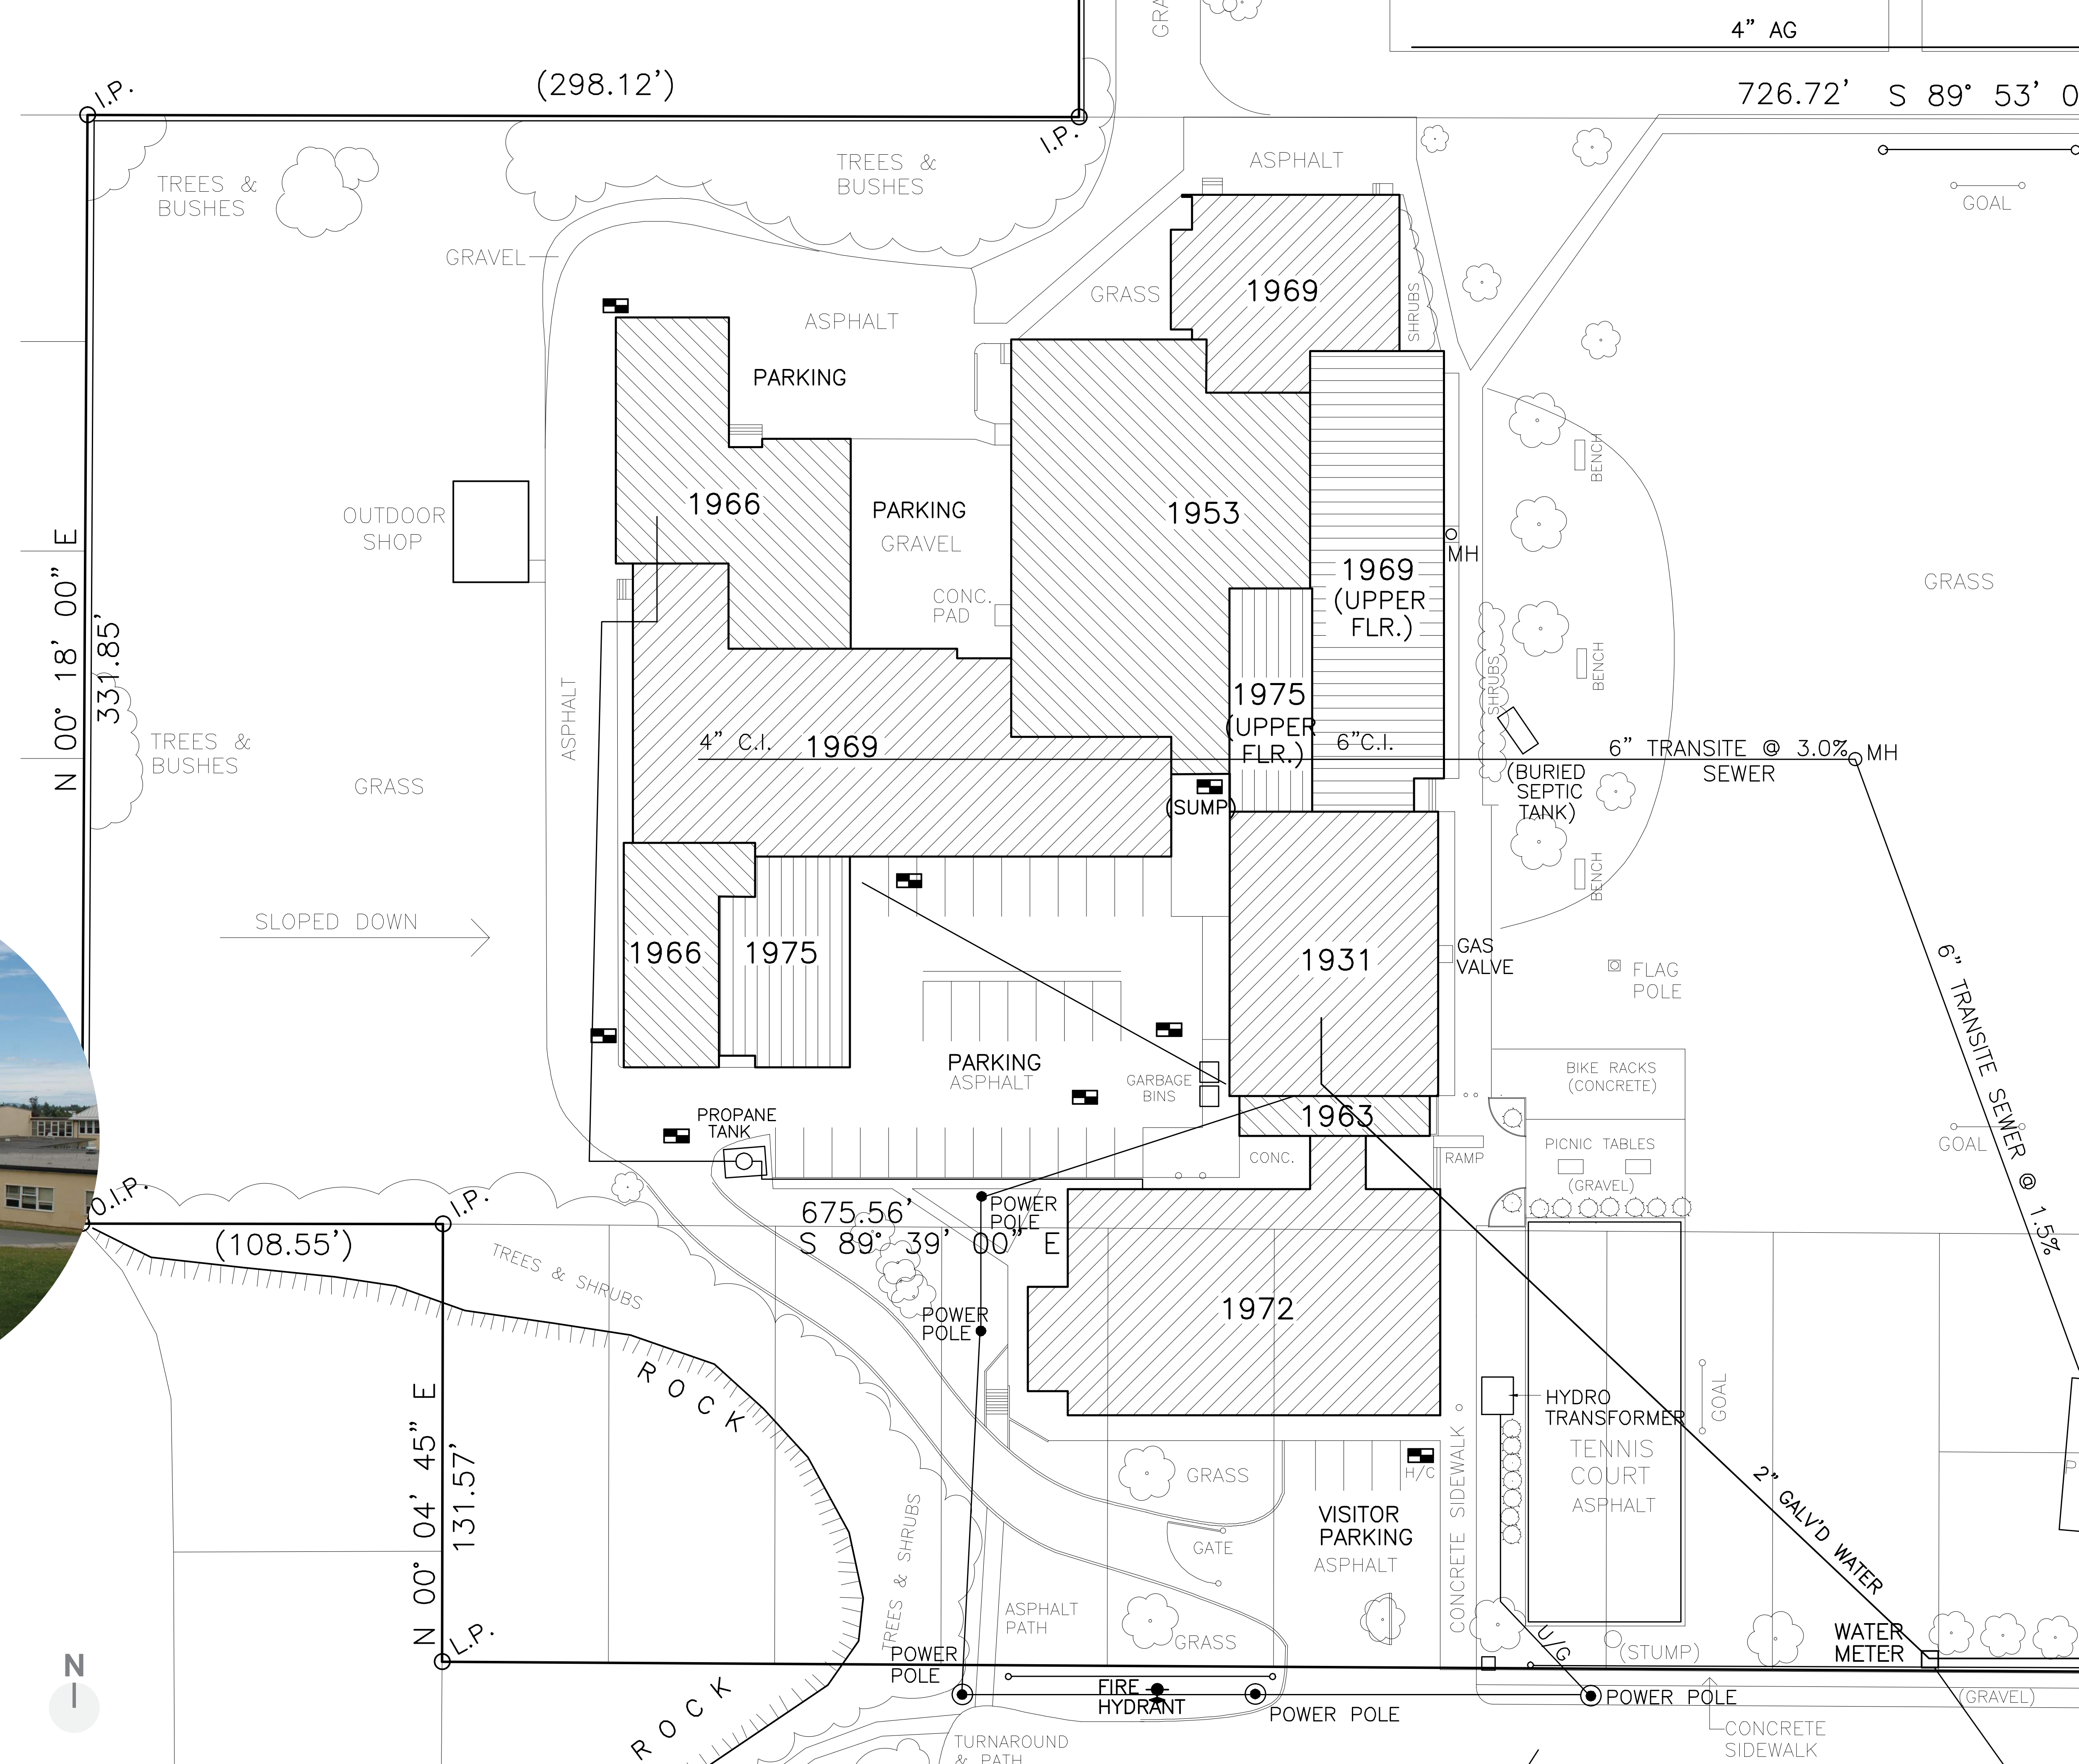 4” AG
GRA
(298.12’)
726.72’ S 89° 53’ 0
I.P.
I.P.
TREES &
BUSHES
TREES &
BUSHES
ASPHALT
GOAL
GRAVEL
GRASS
1969
SHRUBS
ASPHALT
PARKING
BENCH
OUTDOOR
SHOP
1966
PARKING
GRAVEL
1953
MH
1969
(UPPER
FLR.)
GRASS
CONC.
PAD
N 00° 18’ 00” E
331.85’
ASPHALT
SHRUBS
BENCH
1975
(UPPER
FLR.)
TREES &
BUSHES
4” C.I.
1969
6”C.I.
6” TRANSITE @ 3.0%
SEWER
MH
GRASS
(SUMP)
(BURIED
SEPTIC
TANK)
BENCH
SLOPED DOWN
1966
1975
1931
GAS
VALVE
FLAG
POLE
6” TRANSITE SEWER @ 1.5%
PARKING
ASPHALT
GARBAGE
BINS
BIKE RACKS
(CONCRETE)
PROPANE
TANK
1963
PICNIC TABLES
(GRAVEL)
GOAL
CONC.
RAMP
O.I.P.
I.P.
675.56’
S 89° 39’ 00” E
POWER
POLE
(108.55’)
TREES & SHRUBS
POWER
POLE
1972
ROCK
HYDRO
TRANSFORMER
GOAL
N 00° 04’ 45” E
131.57’
TENNIS
COURT
ASPHALT
P
GRASS
H/C
CONCRETE SIDEWALK
2” GALV’D WATER
VISITOR
PARKING
ASPHALT
GATE
TREES & SHRUBS
ASPHALT
PATH
GRASS
L.P.
U/G
(STUMP)
WATER
METER
N
POWER
POLE
FIRE
HYDRANT
POWER POLE
POWER POLE
(GRAVEL)
ROCK
CONCRETE
SIDEWALK
TURNAROUND
& PATH